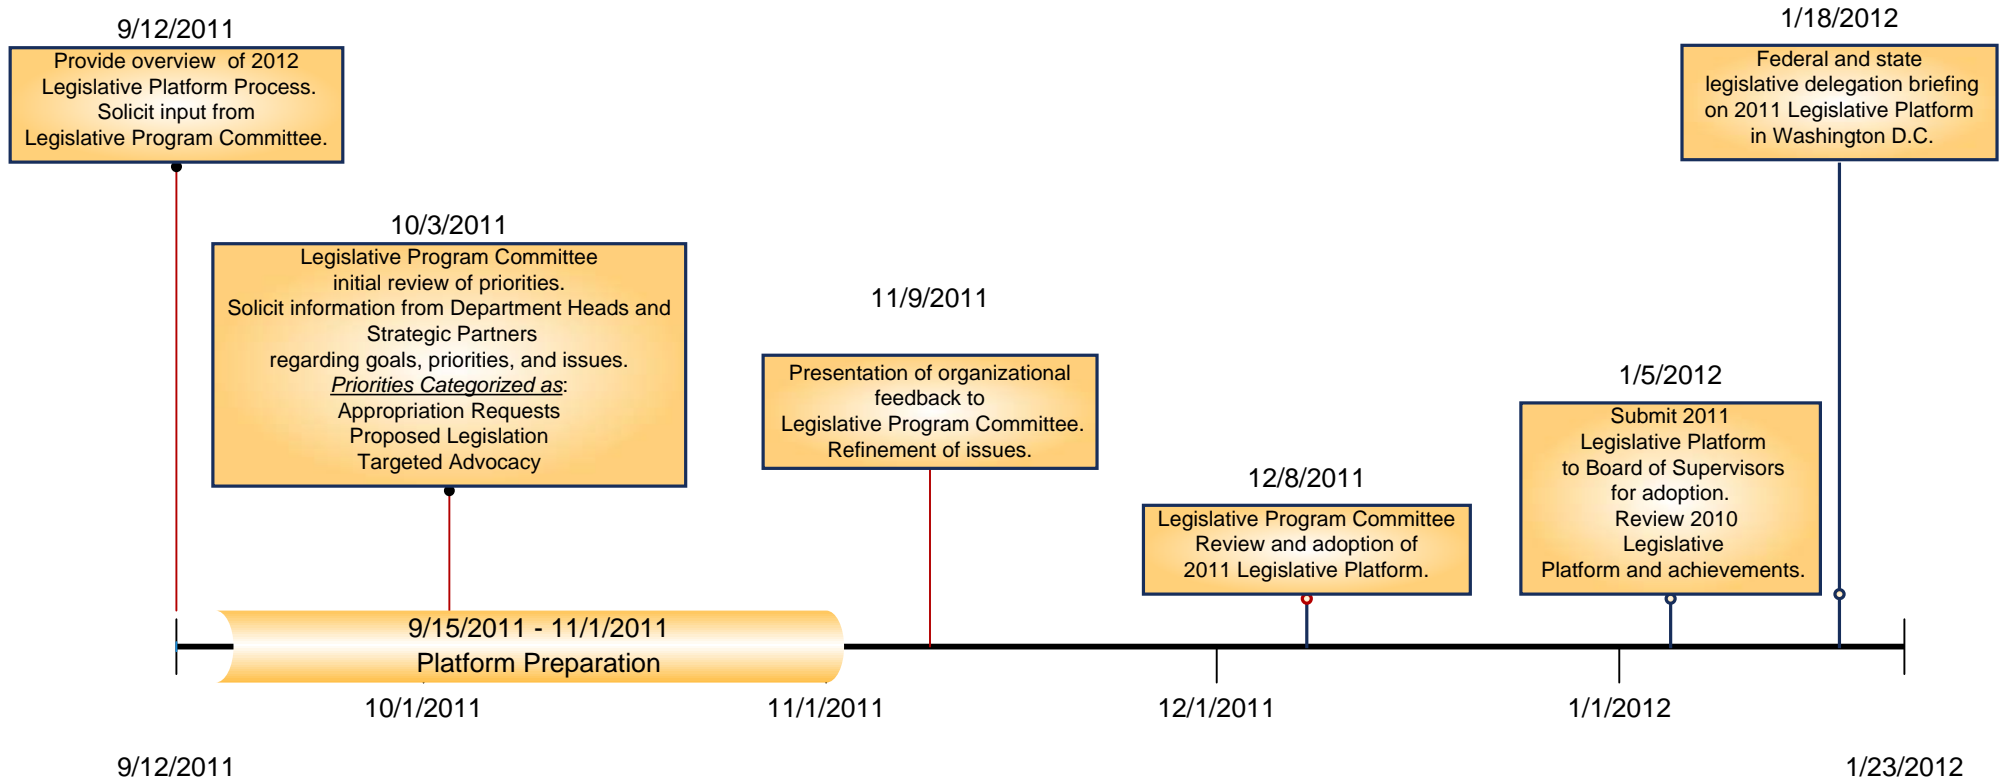 9/12/2011
Provide overview of 2012
Legislative Platform Process.
Solicit input from
Legislative Program Committee.
10/3/2011
Legislative Program Committee
initial review of priorities.
Solicit information from Department Heads and
Strategic Partners
regarding goals, priorities, and issues.
Priorities Categorized as:
Appropriation Requests
Proposed Legislation
Targeted Advocacy
11/9/2011
Presentation of organizational
feedback to
Legislative Program Committee.
Refinement of issues.
12/8/2011
Legislative Program Committee
Review and adoption of
2011 Legislative Platform.
1/5/2012
Submit 2011
Legislative Platform
to Board of Supervisors
for adoption.
Review 2010
Legislative
Platform and achievements.
1/18/2012
Federal and state
legislative delegation briefing
on 2011 Legislative Platform
in Washington D.C.
9/15/2011 - 11/1/2011
Platform Preparation
10/1/2011
11/1/2011
12/1/2011
1/1/2012
9/12/2011
1/23/2012